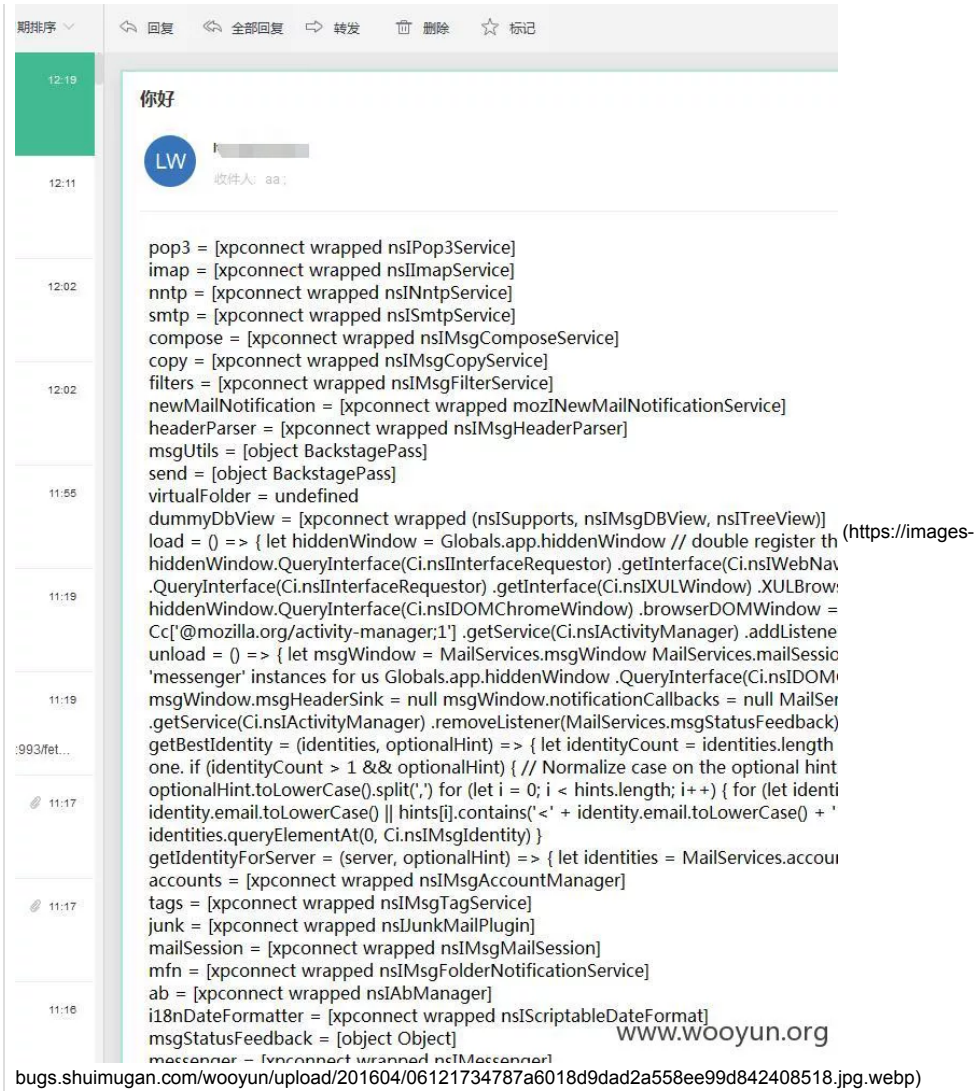 期排序
回复 全部回复 转发 删除 标记
12:19
12:11
12:02
12:02
11:55
11:19
11:19
:993/fet...
11:17
11:17
11:16
你好
LW
收件人: aa;
pop3 = [xpconnect wrapped nsIPop3Service]
imap = [xpconnect wrapped nsIImapService]
nntp = [xpconnect wrapped nsINntpService]
smtp = [xpconnect wrapped nsISmtpService]
compose = [xpconnect wrapped nsIMsgComposeService]
copy = [xpconnect wrapped nsIMsgCopyService]
filters = [xpconnect wrapped nsIMsgFilterService]
newMailNotification = [xpconnect wrapped mozINewMailNotificationService]
headerParser = [xpconnect wrapped nsIMsgHeaderParser]
msgUtils = [object BackstagePass]
send = [object BackstagePass]
virtualFolder = undefined
dummyDbView = [xpconnect wrapped (nsISupports, nsIMsgDBView, nsITreeView)]
load = () => { let hiddenWindow = Globals.app.hiddenWindow // double register th
hiddenWindow.QueryInterface(Ci.nsIInterfaceRequestor) .getInterface(Ci.nsIWebNav
.QueryInterface(Ci.nsIInterfaceRequestor) .getInterface(Ci.nsIXULWindow) .XULBrow
hiddenWindow.QueryInterface(Ci.nsIDOMChromeWindow) .browserDOMWindow =
Cc['@mozilla.org/activity-manager;1'] .getService(Ci.nsIActivityManager) .addListene
unload = () => { let msgWindow = MailServices.msgWindow MailServices.mailSessio
'messenger' instances for us Globals.app.hiddenWindow .QueryInterface(Ci.nsIDOM
msgWindow.msgHeaderSink = null msgWindow.notificationCallbacks = null MailSer
.getService(Ci.nsIActivityManager) .removeListener(MailServices.msgStatusFeedback)
getBestIdentity = (identities, optionalHint) => { let identityCount = identities.length
one. if (identityCount > 1 && optionalHint) { // Normalize case on the optional hint
optionalHint.toLowerCase().split(',') for (let i = 0; i < hints.length; i++) { for (let identi
identity.email.toLowerCase() || hints[i].contains('<' + identity.email.toLowerCase() + '
identities.queryElementAt(0, Ci.nsIMsgIdentity) }
getIdentityForServer = (server, optionalHint) => { let identities = MailServices.accou
accounts = [xpconnect wrapped nsIMsgAccountManager]
tags = [xpconnect wrapped nsIMsgTagService]
junk = [xpconnect wrapped nsIJunkMailPlugin]
mailSession = [xpconnect wrapped nsIMsgMailSession]
mfn = [xpconnect wrapped nsIMsgFolderNotificationService]
ab = [xpconnect wrapped nsIAbManager]
i18nDateFormatter = [xpconnect wrapped nsIScriptableDateFormat]
msgStatusFeedback = [object Object]
messenger = [xpconnect wrapped nsIMessenger]
www.wooyun.org
(https://images-
bugs.shuimugan.com/wooyun/upload/201604/06121734787a6018d9dad2a558ee99d842408518.jpg.webp)